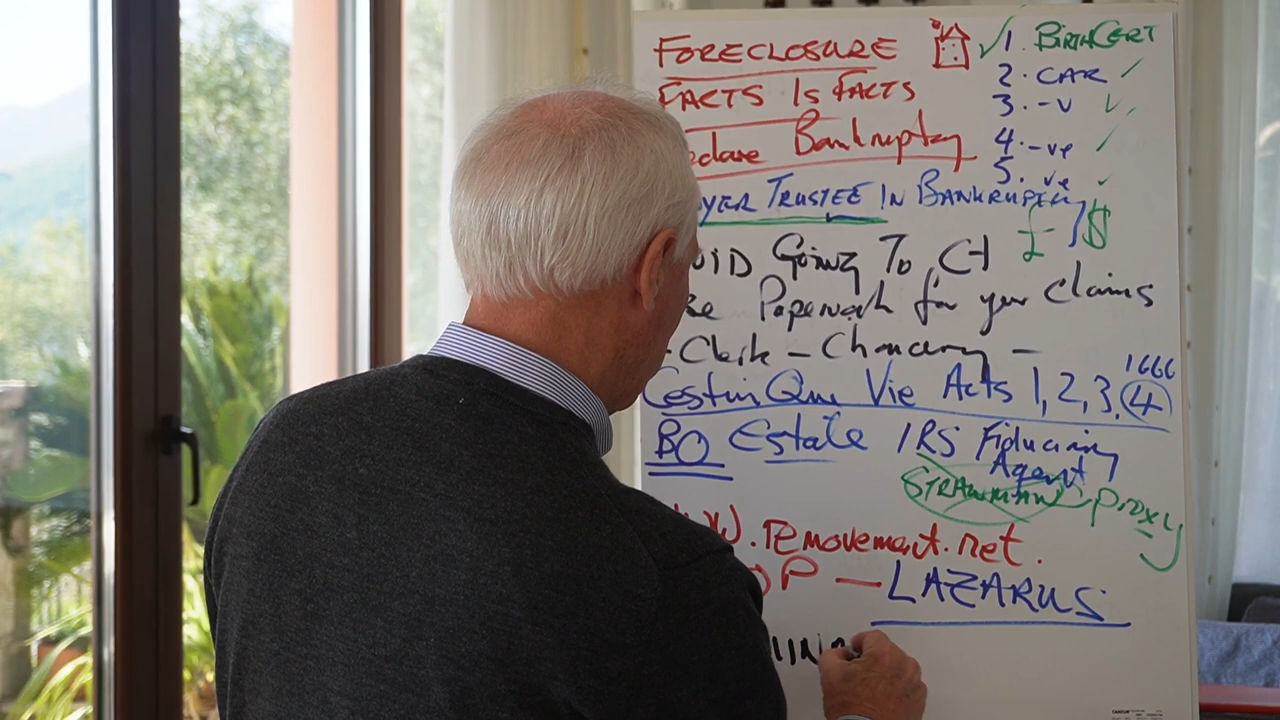 FORECLOSURE
1. BIRTHCERT
2. CAR
FACTS IS FACTS
3. -V
4. -ve
Bankruptcy
5. ve
TRUSTEE IN BANKRUPTCY
£ $
Going To Ct
Paperwork for your Claims
- Clerk - Chancery -
1666
Cestui Que Vie Acts 1, 2, 3, 4
BO Estate IRS Fiduciary
Agent
STRAWMAN Proxy
.removement.net.
P — LAZARUS